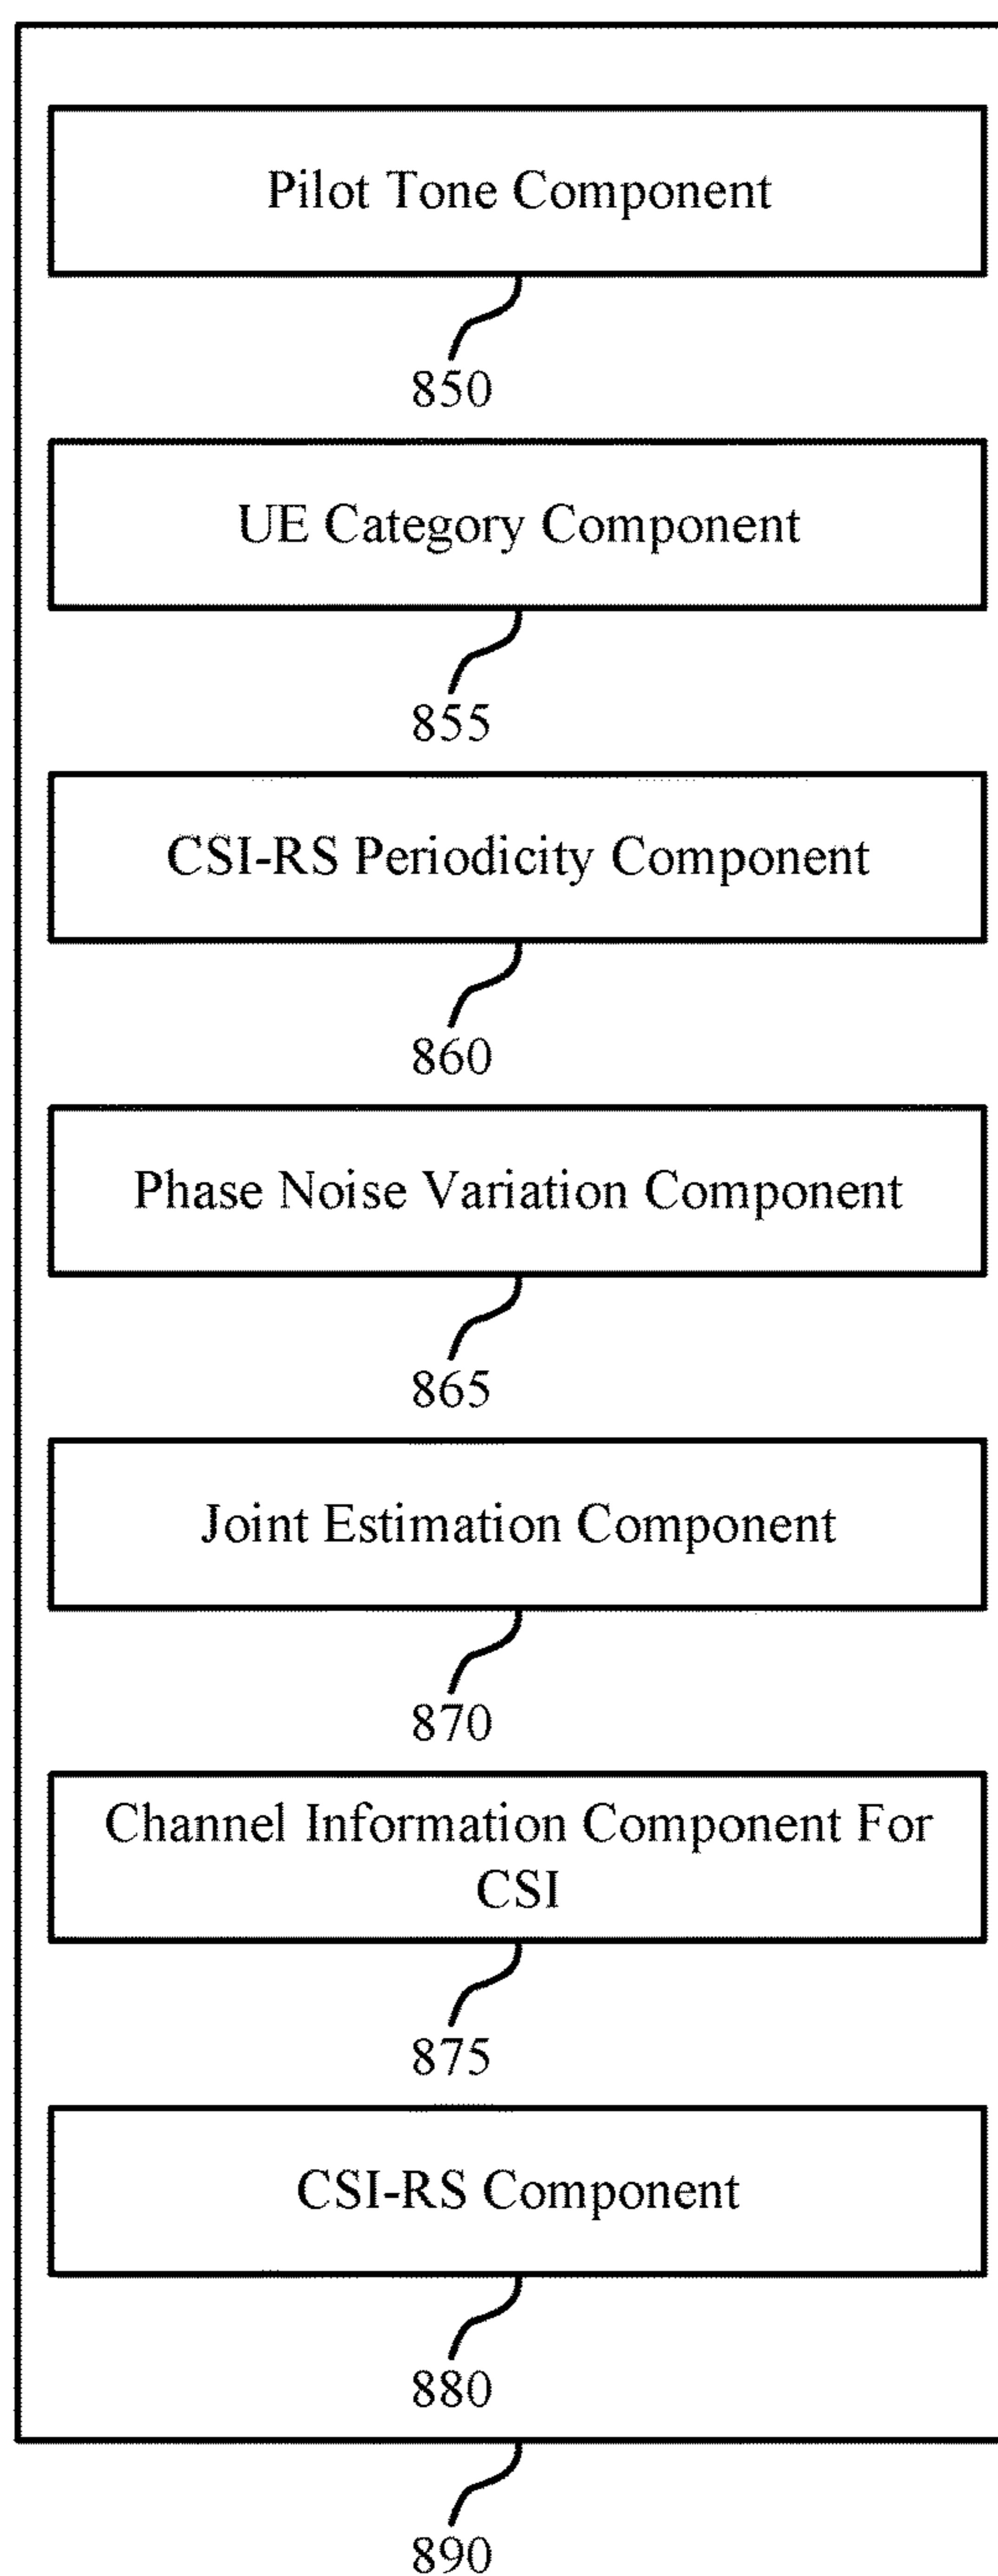 Pilot Tone Component
850
UE Category Component
855
CSI-RS Periodicity Component
860
Phase Noise Variation Component
865
Joint Estimation Component
870
Channel Information Component For
CSI
875
CSI-RS Component
880
890